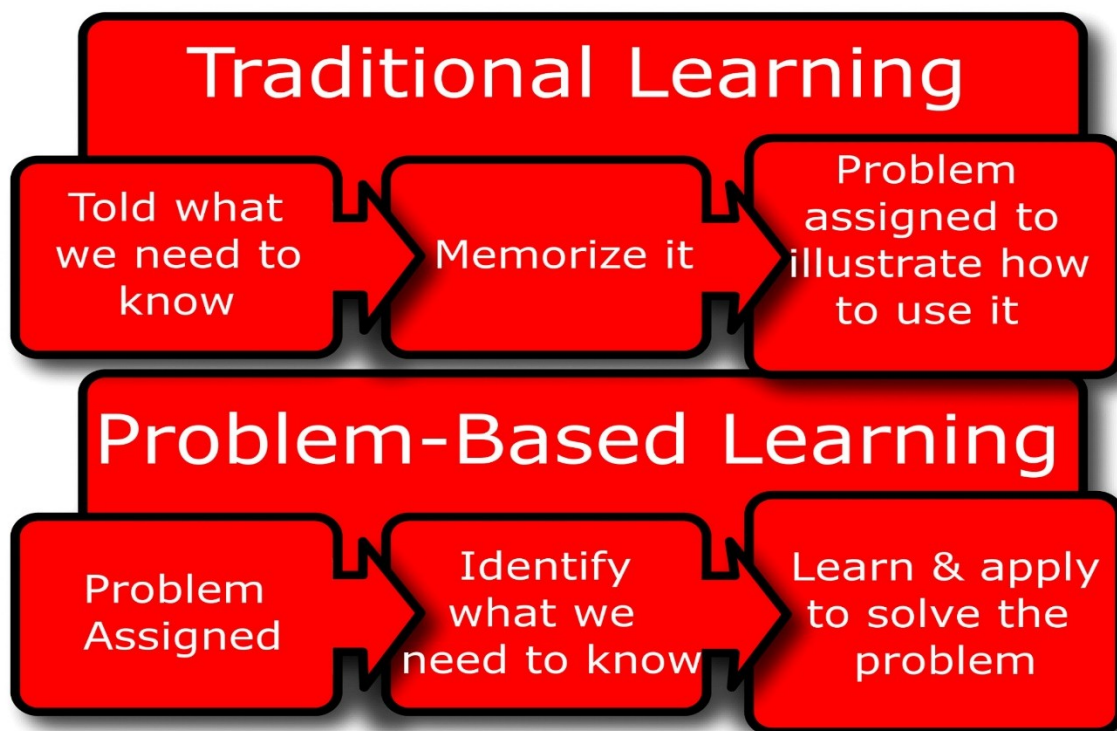 Traditional Learning
Told what
we need to
know
Memorize it
Problem
assigned to
illustrate how
to use it
Problem-Based Learning
Problem
Assigned
Identify
what we
need to know
Learn & apply
to solve the
problem